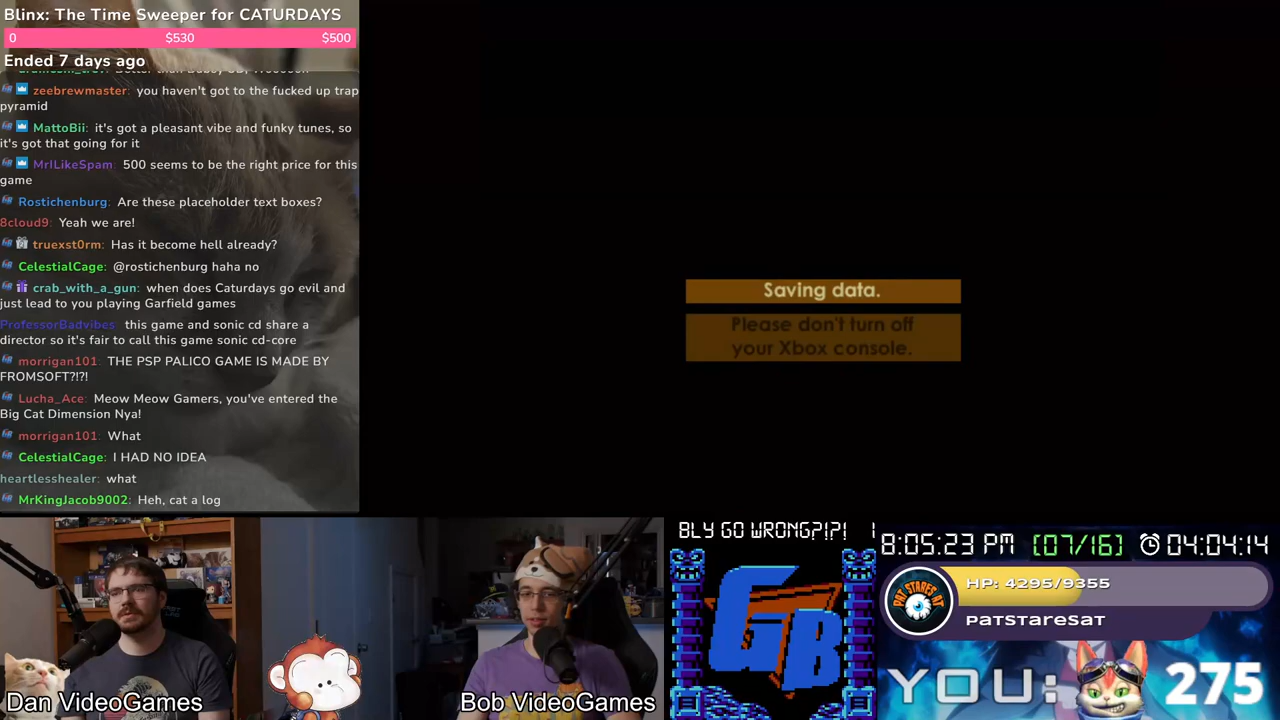 Blinx: The Time Sweeper for CATURDAYS
0 $530 $500
Ended 7 days ago
zeebrewmaster: you haven't got to the fucked up trap
pyramid
MattoBii: it's got a pleasant vibe and funky tunes, so
it's got that going for it
MrILikeSpam: 500 seems to be the right price for this
game
Rostichenburg: Are these placeholder text boxes?
8cloud9: Yeah we are!
truexst0rm: Has it become hell already?
CelestialCage: @rostichenburg haha no
crab_with_a_gun: when does Caturdays go evil and
just lead to you playing Garfield games
ProfessorBadvibes: this game and sonic cd share a
director so it's fair to call this game sonic cd-core
morrigan101: THE PSP PALICO GAME IS MADE BY
FROMSOFT?!?!
Lucha_Ace: Meow Meow Gamers, you've entered the
Big Cat Dimension Nya!
morrigan101: What
CelestialCage: I HAD NO IDEA
heartlesshealer: what
MrKingJacob9002: Heh, cat a log
Saving data.
Please don't turn off
your Xbox console.
Dan VideoGames
Bob VideoGames
BLY GO WRONG?!?! I
GB
8:05:23 PM [07/16] 04:04:14
PAT STARES AT
HP: 4295/9355
PatStaresAt
YOU: 275